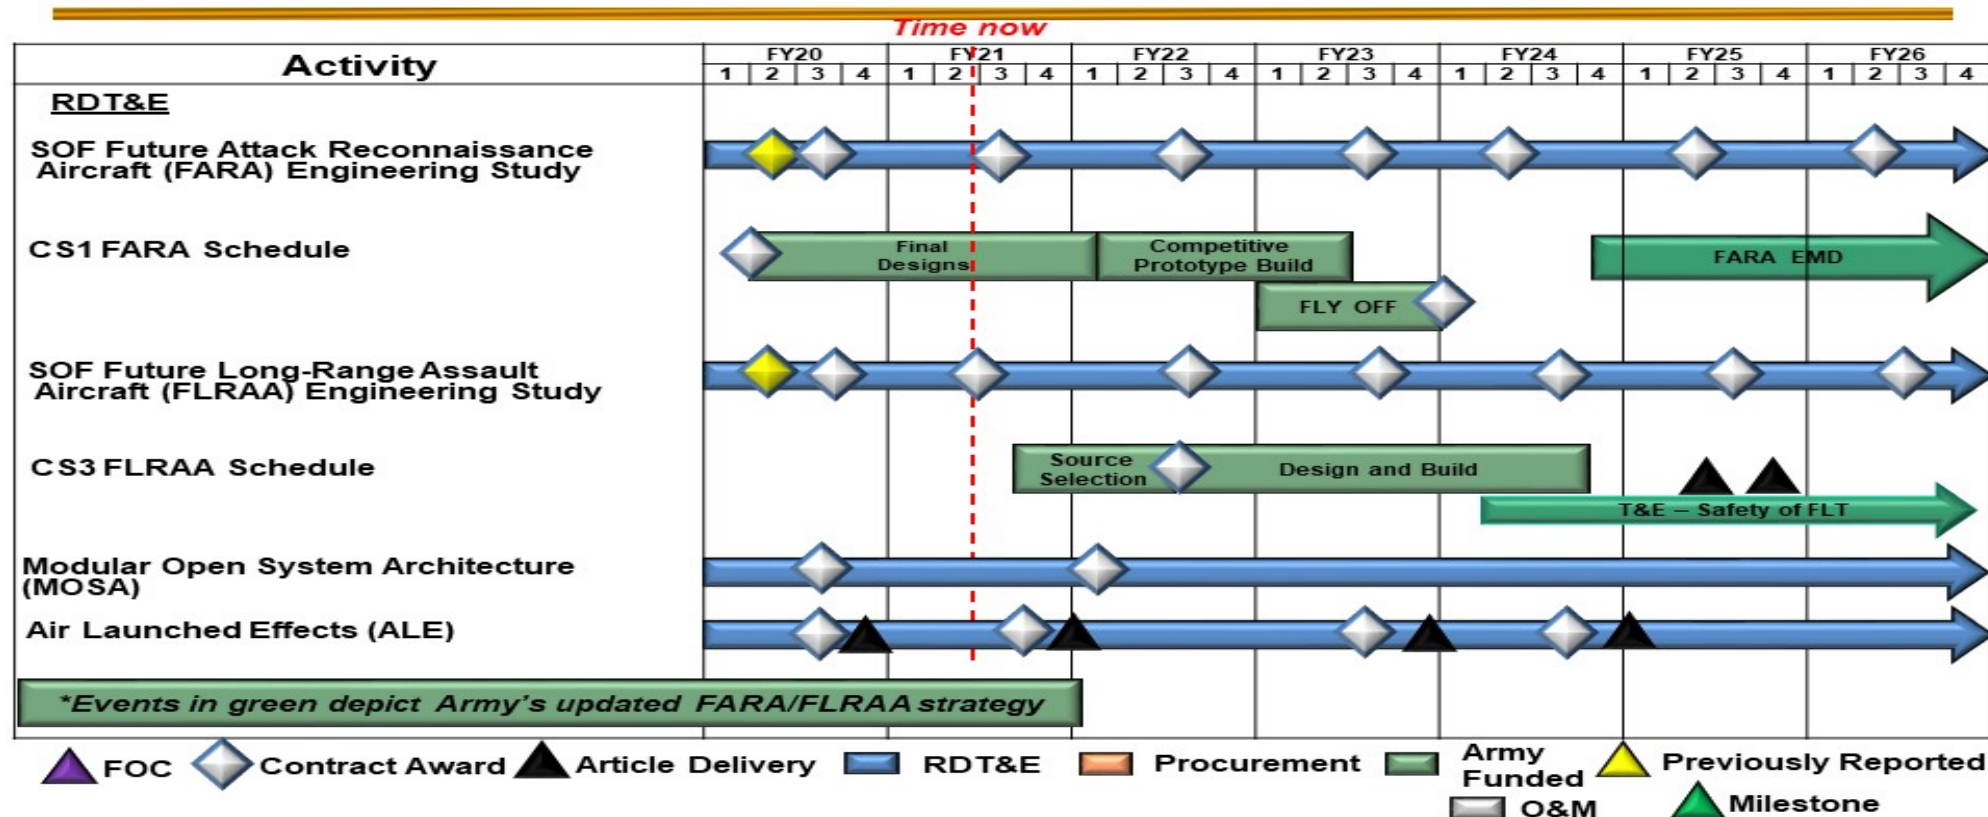 Time now
Activity
FY20 FY21 FY22 FY23 FY24 FY25 FY26
1 2 3 4 1 2 3 4 1 2 3 4 1 2 3 4 1 2 3 4 1 2 3 4 1 2 3 4
RDT&E
SOF Future Attack Reconnaissance
Aircraft (FARA) Engineering Study
CS1 FARA Schedule
Final
Designs
Competitive
Prototype Build
FARA EMD
FLY OFF
SOF Future Long-Range Assault
Aircraft (FLRAA) Engineering Study
CS3 FLRAA Schedule
Source
Selection
Design and Build
T&E – Safety of FLT
Modular Open System Architecture
(MOSA)
Air Launched Effects (ALE)
*Events in green depict Army's updated FARA/FLRAA strategy
FOC Contract Award Article Delivery RDT&E Procurement
Army
Funded
Previously Reported
O&M Milestone